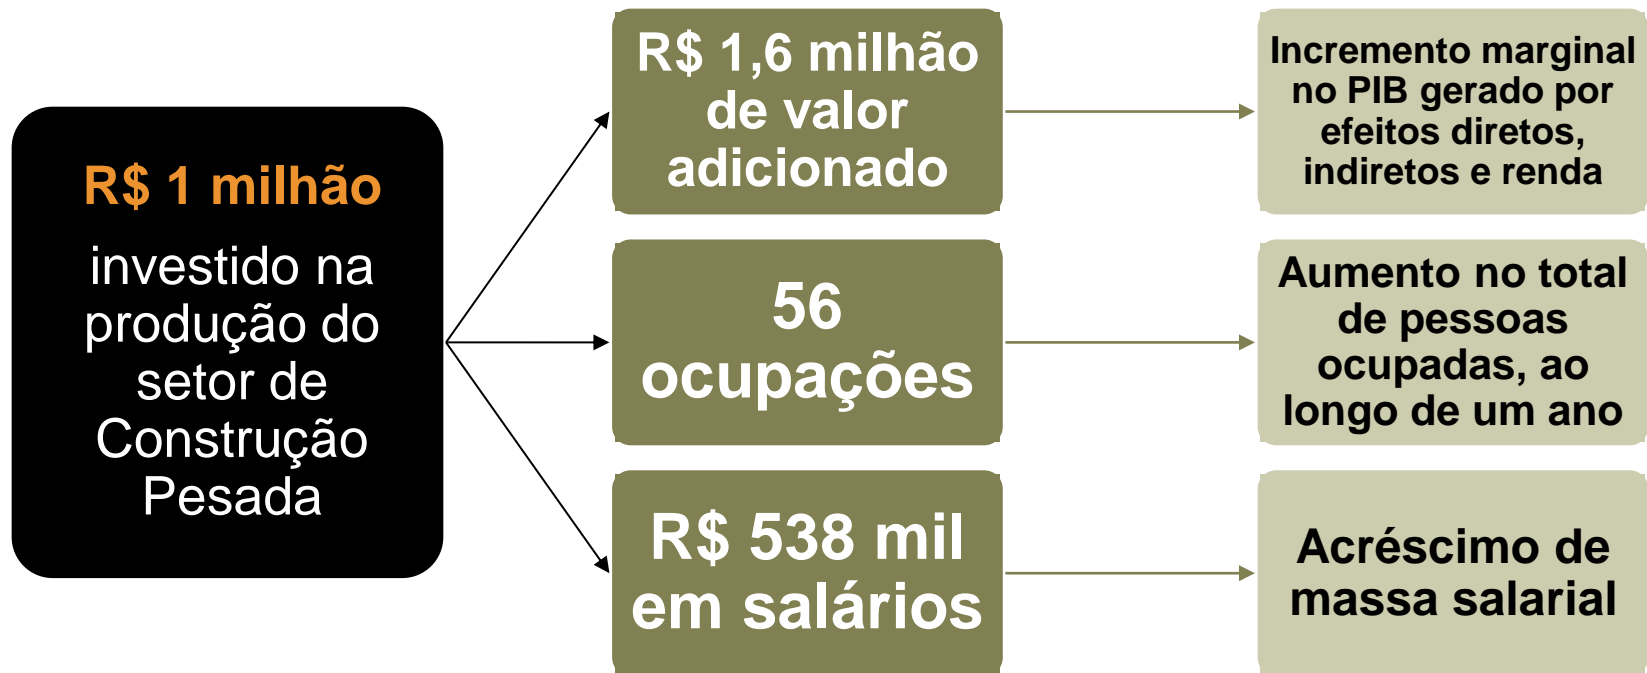 R$ 1 milhão
investido na
produção do
setor de
Construção
Pesada
R$ 1,6 milhão
de valor
adicionado
Incremento marginal
no PIB gerado por
efeitos diretos,
indiretos e renda
56
ocupações
Aumento no total
de pessoas
ocupadas, ao
longo de um ano
R$ 538 mil
em salários
Acréscimo de
massa salarial